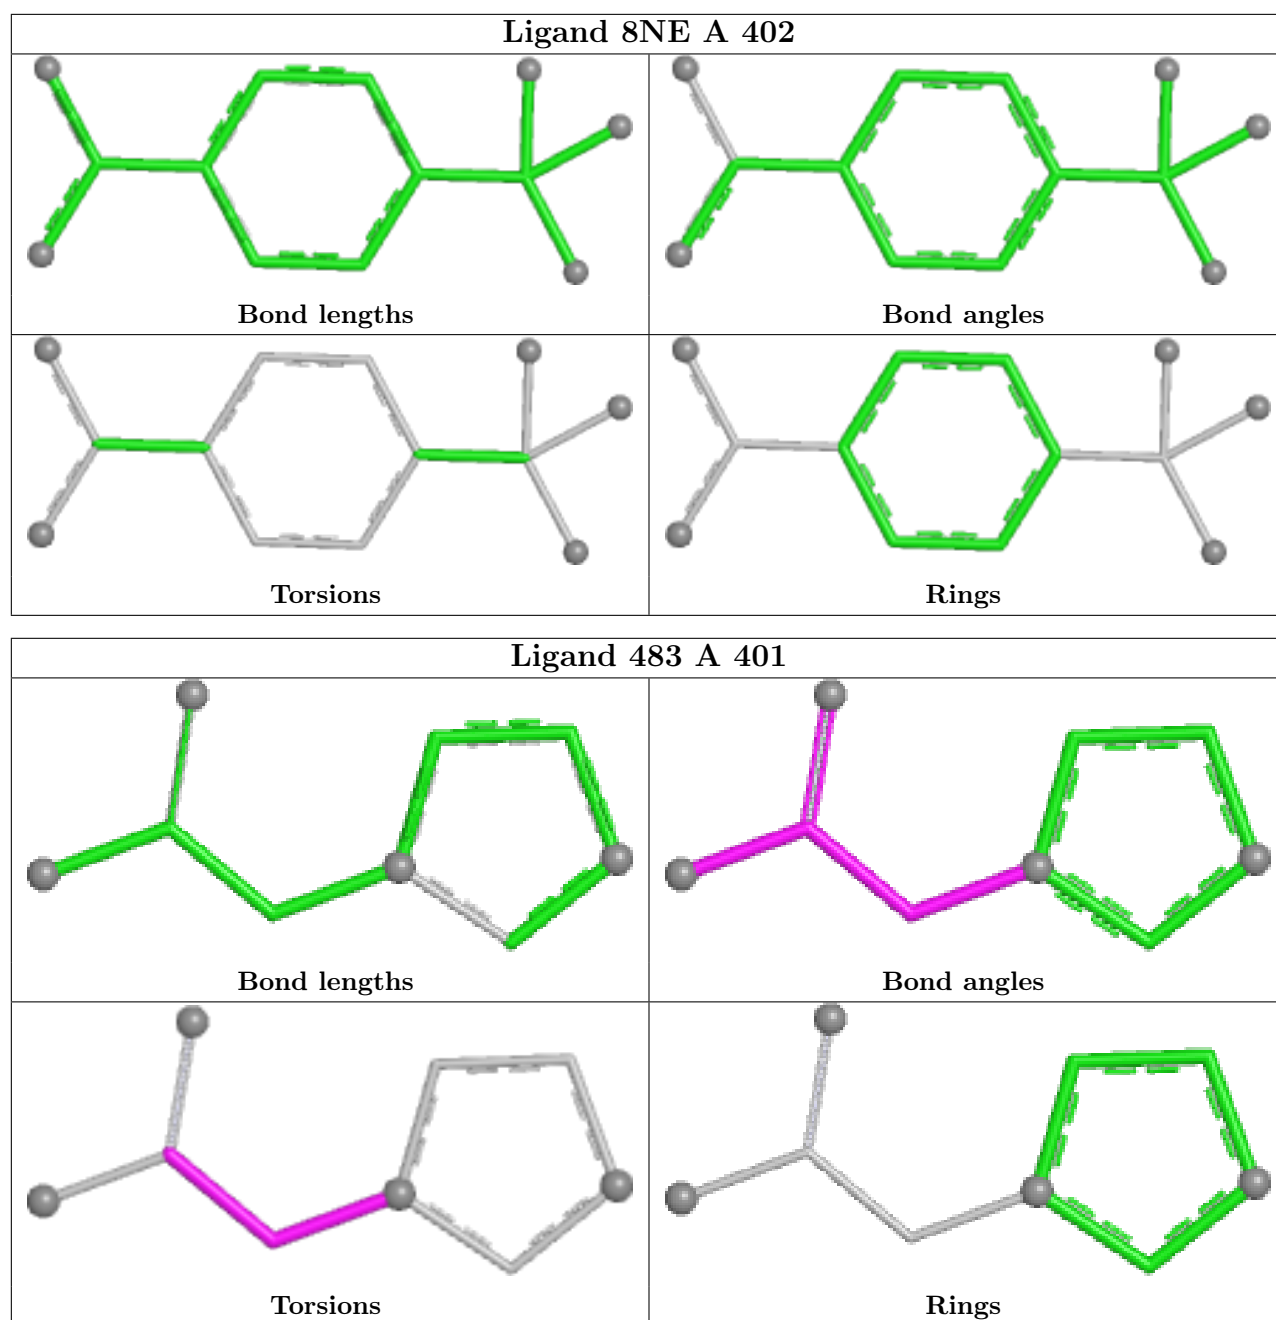 Ligand 8NE A 402
Bond lengths
Bond angles
Torsions
Rings
Ligand 483 A 401
Bond lengths
Bond angles
Torsions
Rings